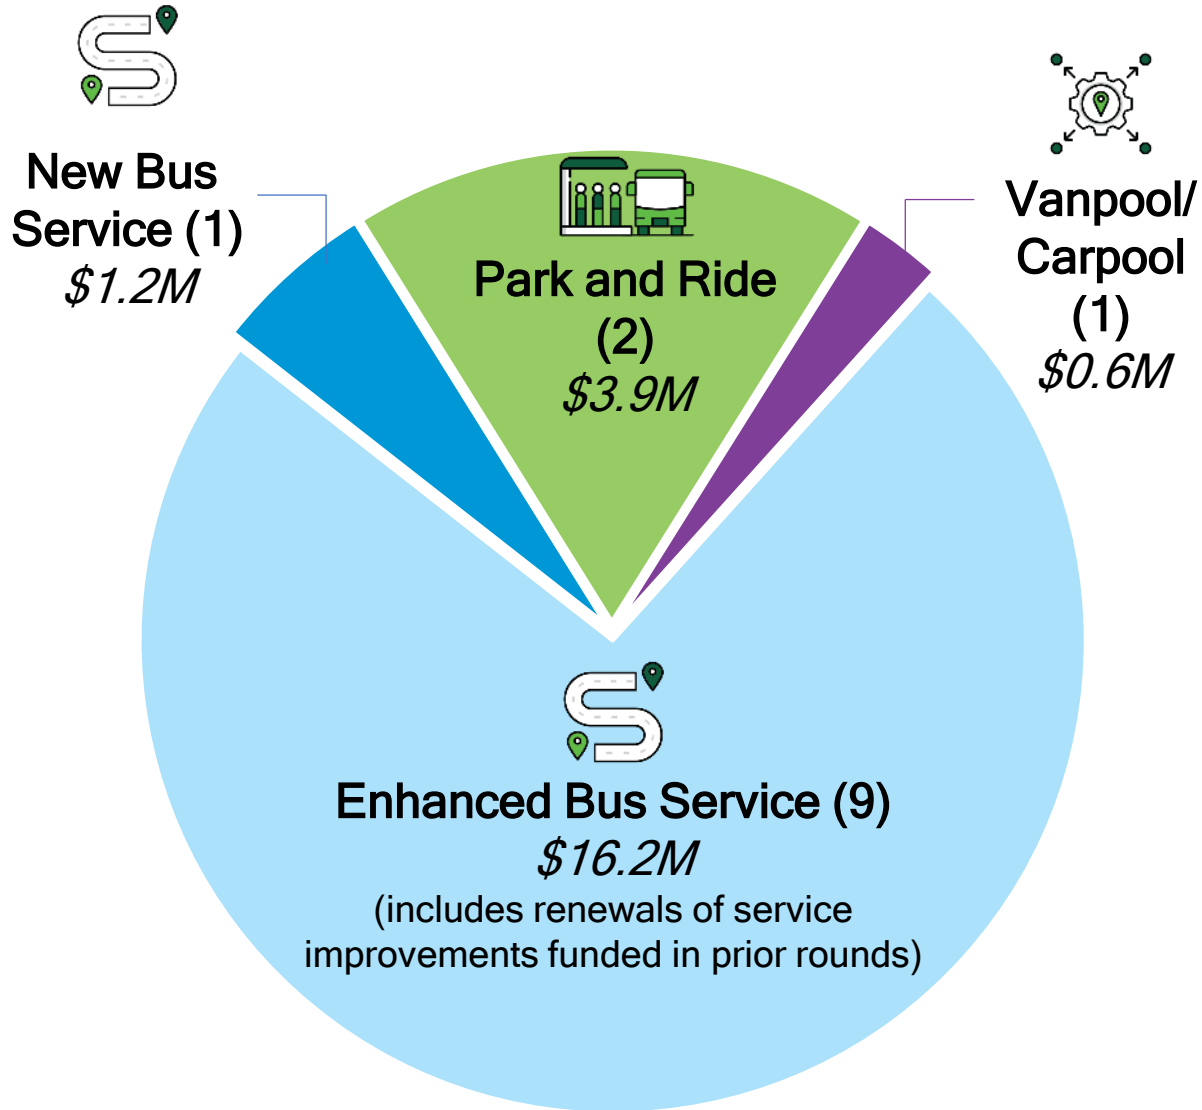 New Bus
Service (1)
$1.2M
Park and Ride
(2)
$3.9M
Vanpool/
Carpool
(1)
$0.6M
Enhanced Bus Service (9)
$16.2M
(includes renewals of service
improvements funded in prior rounds)